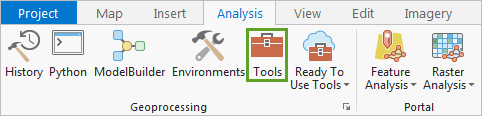 Project Map Insert Analysis View Edit Imagery
History Python ModelBuilder Environments Tools Ready To Use Tools Feature Analysis Raster Analysis
Geoprocessing Portal